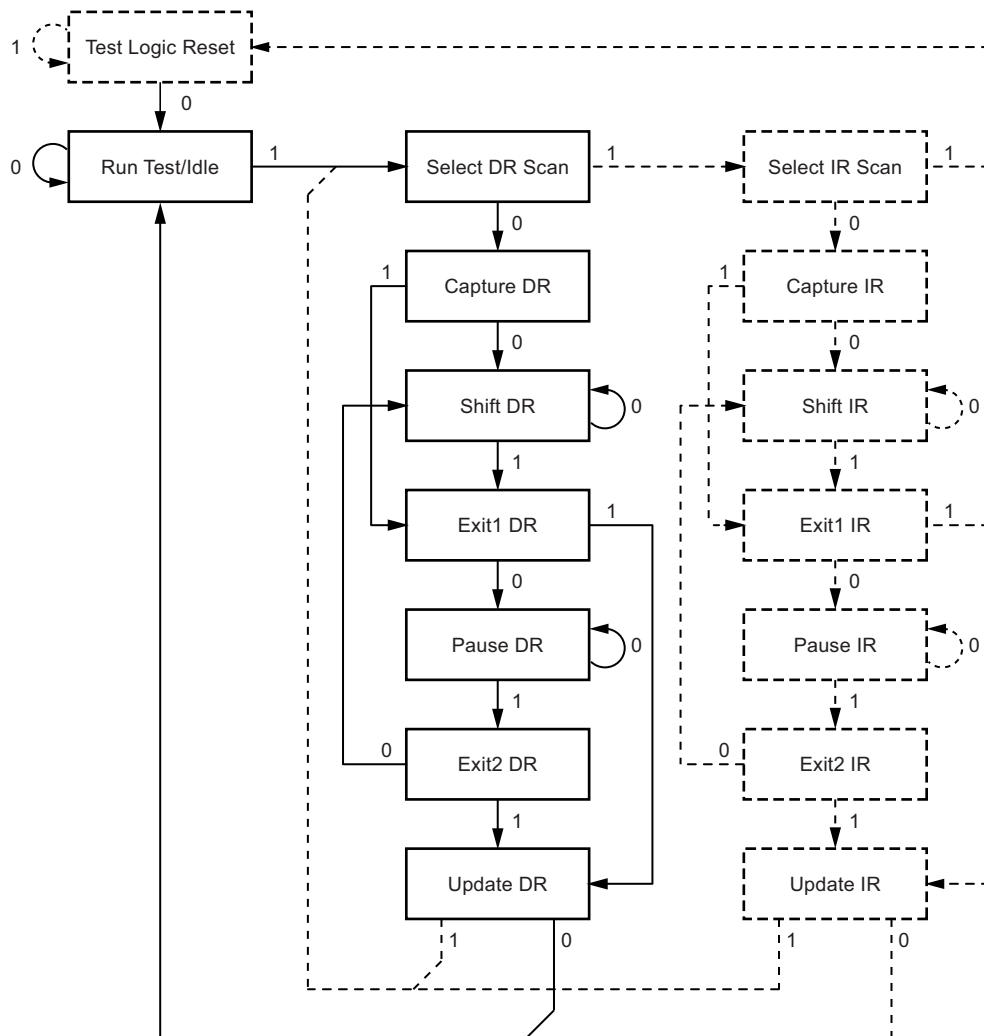 Test Logic Reset
1
0
Run Test/Idle
0
1
Select DR Scan
1
Select IR Scan
1
0
0
Capture DR
1
Capture IR
1
0
0
Shift DR
0
Shift IR
0
1
1
Exit1 DR
1
Exit1 IR
1
0
0
Pause DR
0
Pause IR
0
1
1
Exit2 DR
0
Exit2 IR
0
1
1
Update DR
Update IR
1
0
1
0